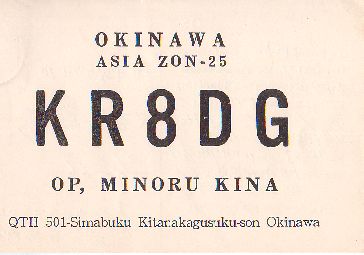 OKINAWA
ASIA ZON-25
KR8DG
OP, MINORU KINA
QTH 501-Simabuku Kitanakagusuku-son Okinawa